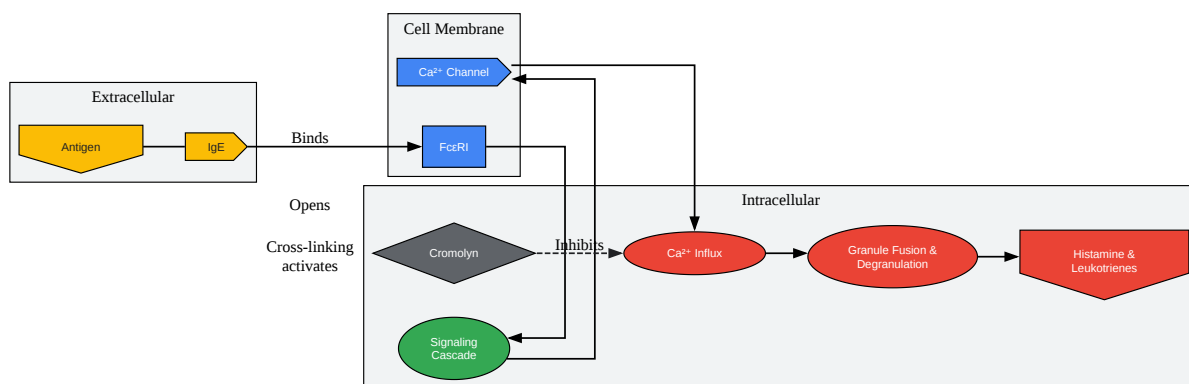 Cell Membrane
Ca²⁺ Channel
Extracellular
Antigen
IgE
Binds
FcεRI
Intracellular
Opens
Cross-linking
activates
Cromolyn
Inhibits
Ca²⁺ Influx
Granule Fusion &
Degranulation
Histamine &
Leukotrienes
Signaling
Cascade